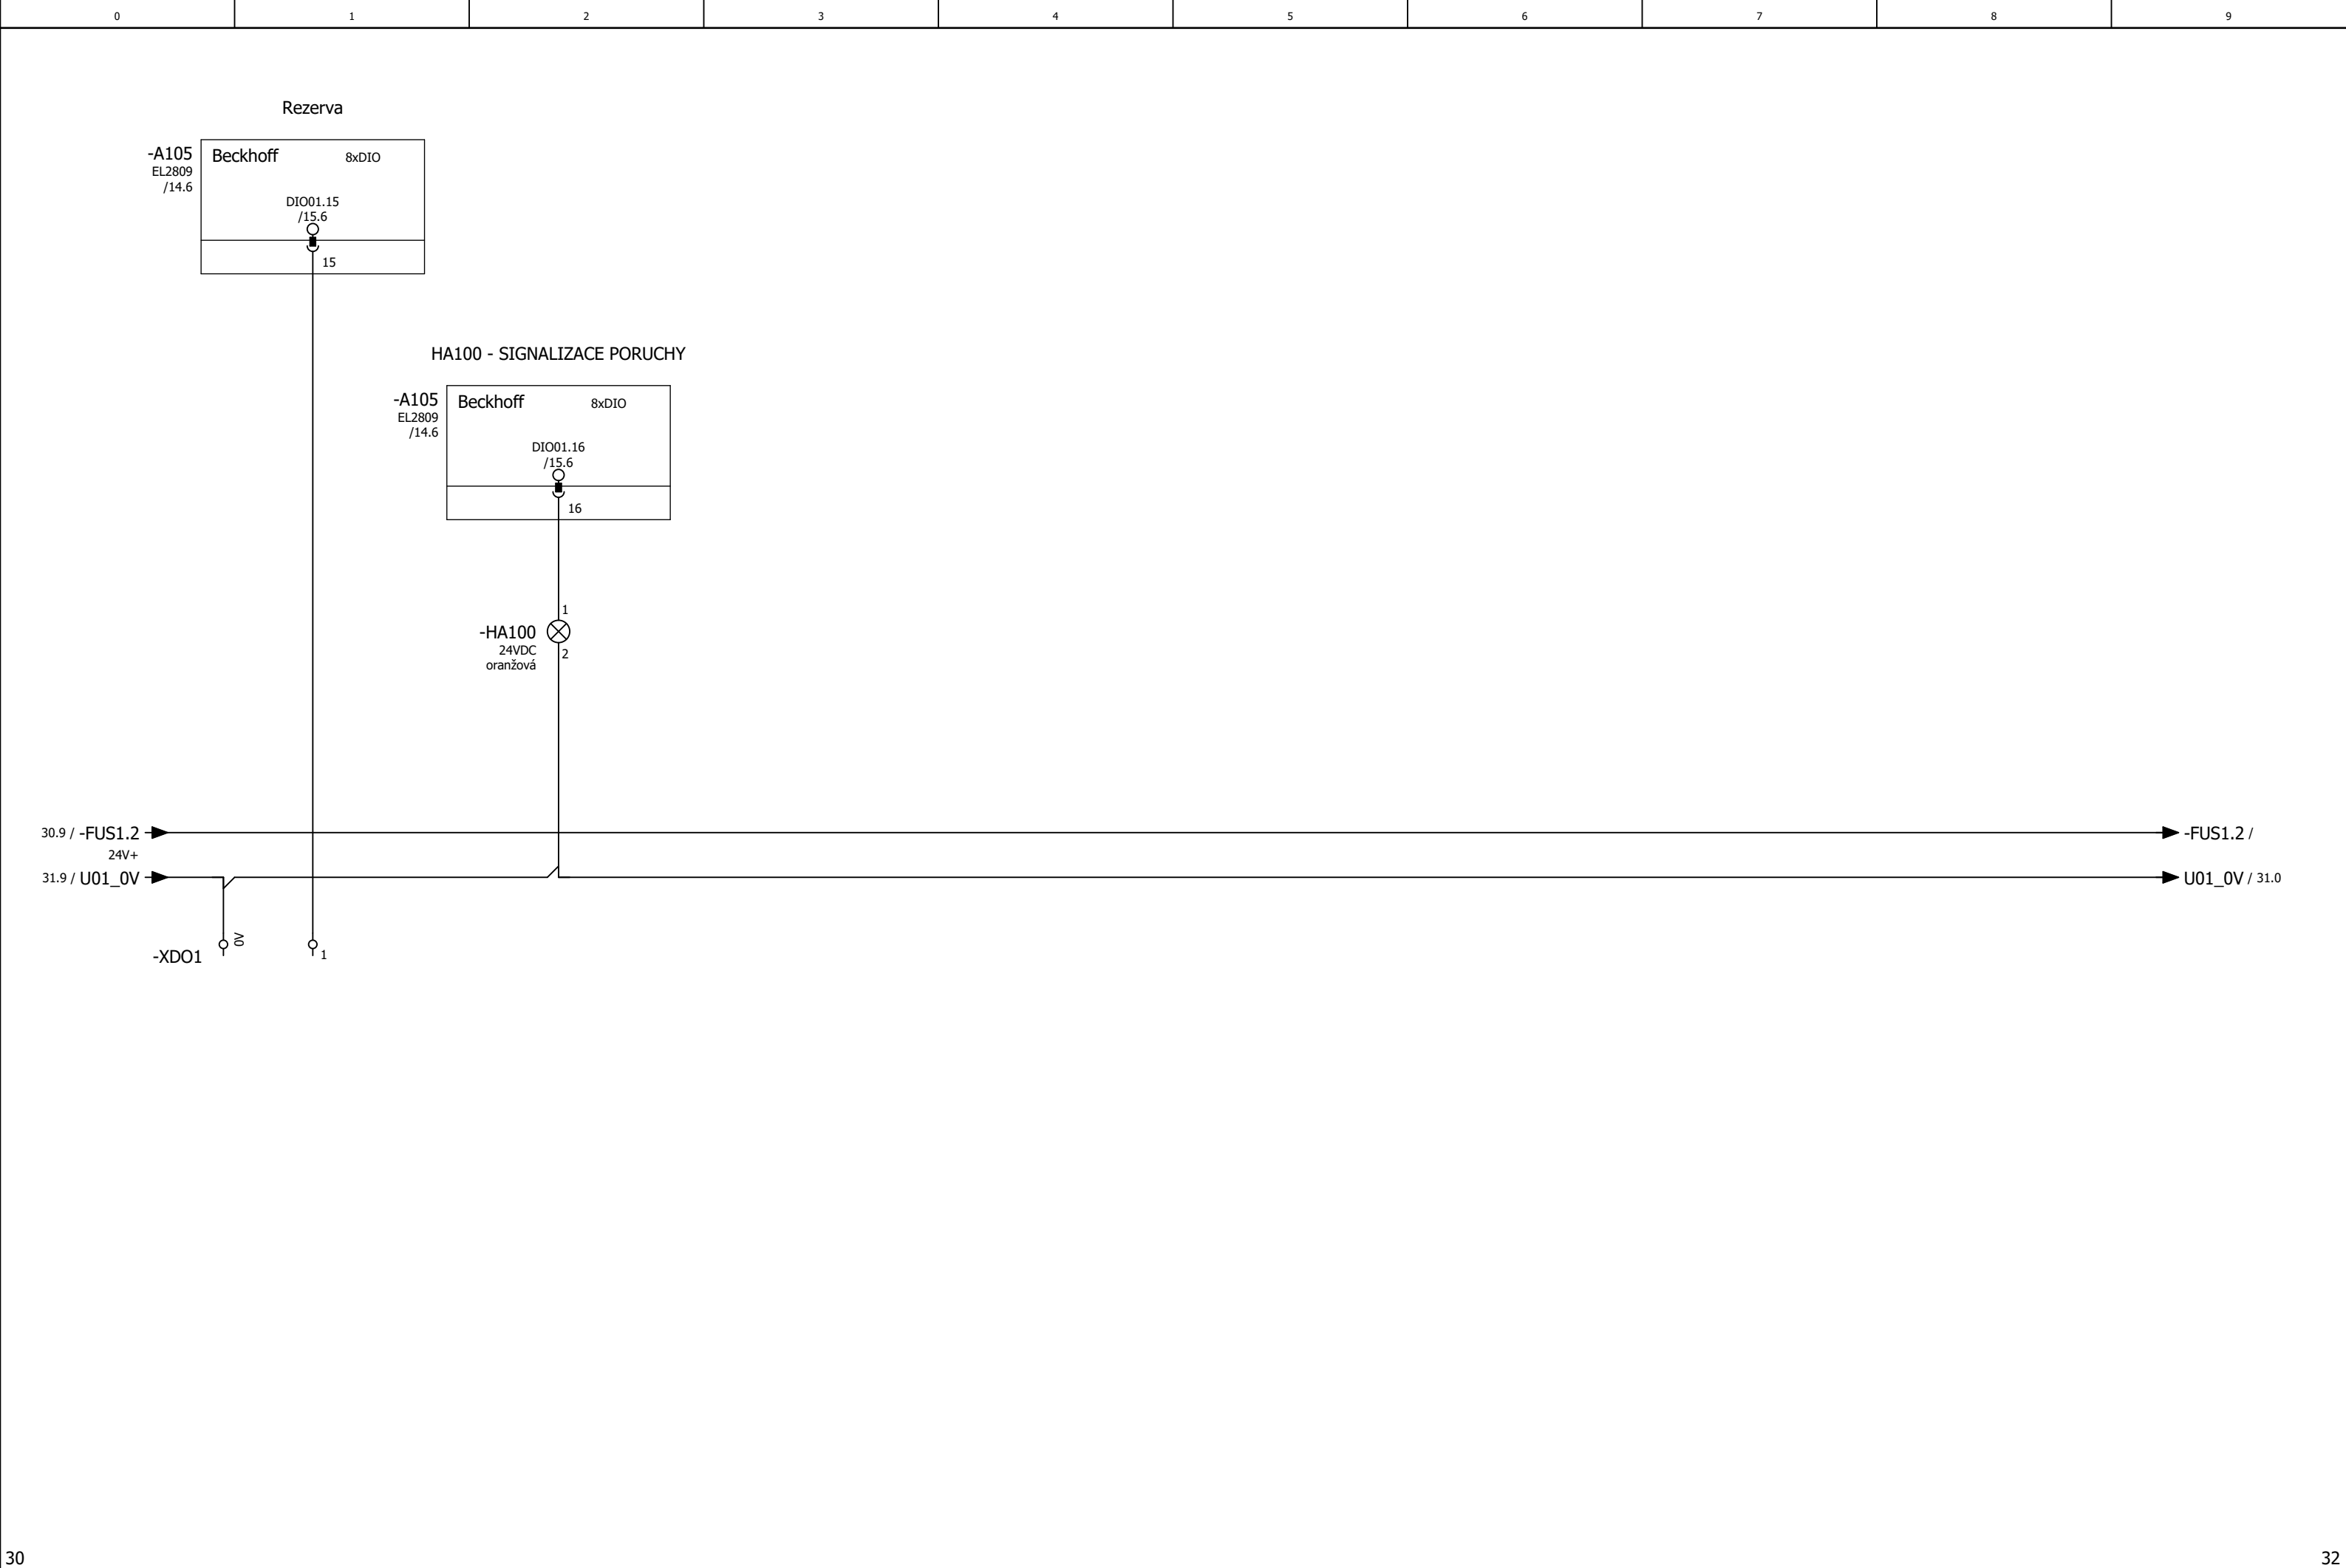 0 1 2 3 4 5 6 7 8 9
Rezerva
-A105
EL2809
/14.6
Beckhoff 8xDIO
DIO01.15
/15.6
15
HA100 - SIGNALIZACE PORUCHY
-A105
EL2809
/14.6
Beckhoff 8xDIO
DIO01.16
/15.6
16
1
-HA100
24VDC
oranžová
2
30.9 / -FUS1.2
24V+
-FUS1.2 /
31.9 / U01_0V
U01_0V / 31.0
-XDO1
0V
1
30
32